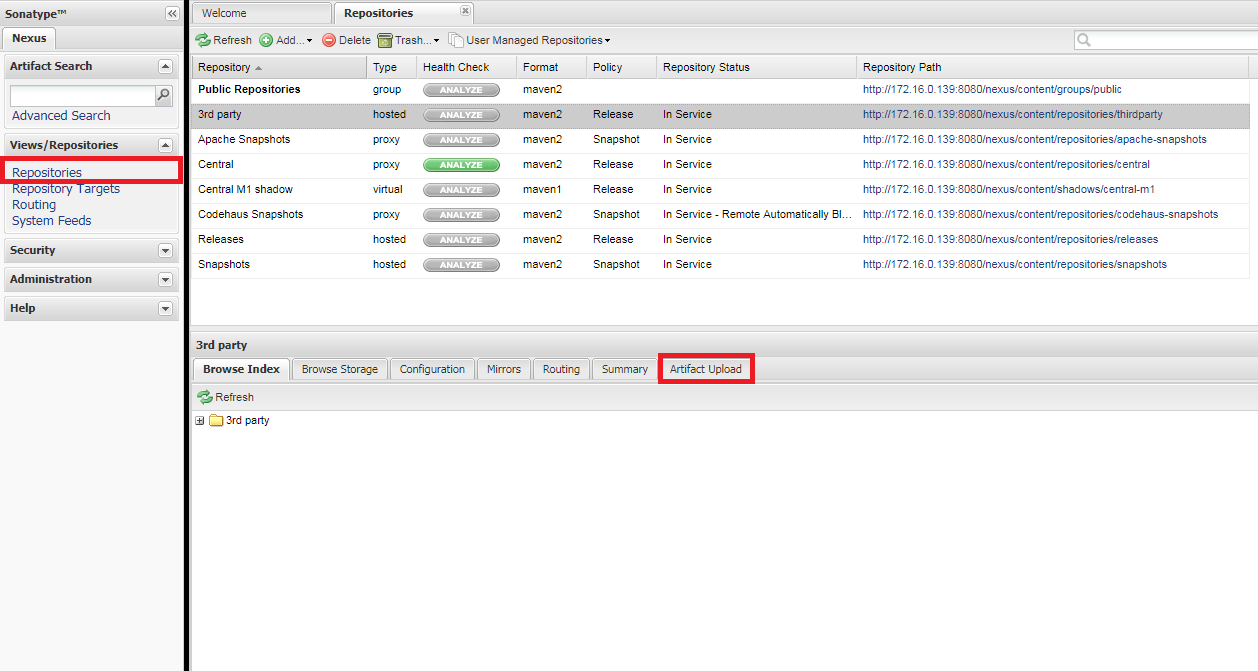 Sonatype™
Nexus
Artifact Search
Advanced Search
Views/Repositories
Repositories
Repository Targets
Routing
System Feeds
Security
Administration
Help
Welcome
Repositories
Refresh Add... Delete Trash... User Managed Repositories
Repository Type Health Check Format Policy Repository Status Repository Path
Public Repositories group ANALYZE maven2 http://172.16.0.139:8080/nexus/content/groups/public
3rd party hosted ANALYZE maven2 Release In Service http://172.16.0.139:8080/nexus/content/repositories/thirdparty
Apache Snapshots proxy ANALYZE maven2 Snapshot In Service http://172.16.0.139:8080/nexus/content/repositories/apache-snapshots
Central proxy ANALYZE maven2 Release In Service http://172.16.0.139:8080/nexus/content/repositories/central
Central M1 shadow virtual ANALYZE maven1 Release In Service http://172.16.0.139:8080/nexus/content/shadows/central-m1
Codehaus Snapshots proxy ANALYZE maven2 Snapshot In Service - Remote Automatically Bl... http://172.16.0.139:8080/nexus/content/repositories/codehaus-snapshots
Releases hosted ANALYZE maven2 Release In Service http://172.16.0.139:8080/nexus/content/repositories/releases
Snapshots hosted ANALYZE maven2 Snapshot In Service http://172.16.0.139:8080/nexus/content/repositories/snapshots
3rd party
Browse Index Browse Storage Configuration Mirrors Routing Summary Artifact Upload
Refresh
3rd party